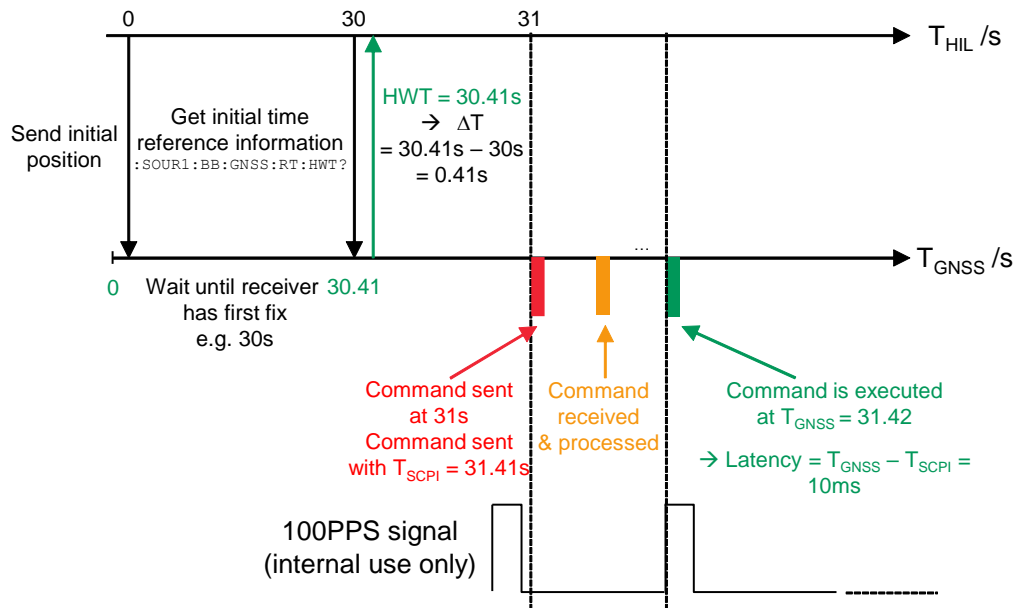 0
30
31
T_HIL /s
Send initial
position
Get initial time
reference information
:SOUR1:BB:GNSS:RT:HWT?
HWT = 30.41s
→ ΔT
= 30.41s – 30s
= 0.41s
...
T_GNSS /s
0
Wait until receiver
has first fix
e.g. 30s
30.41
Command sent
at 31s
Command sent
with T_SCPI = 31.41s
Command
received
& processed
Command is executed
at T_GNSS = 31.42
→ Latency = T_GNSS – T_SCPI =
10ms
100PPS signal
(internal use only)